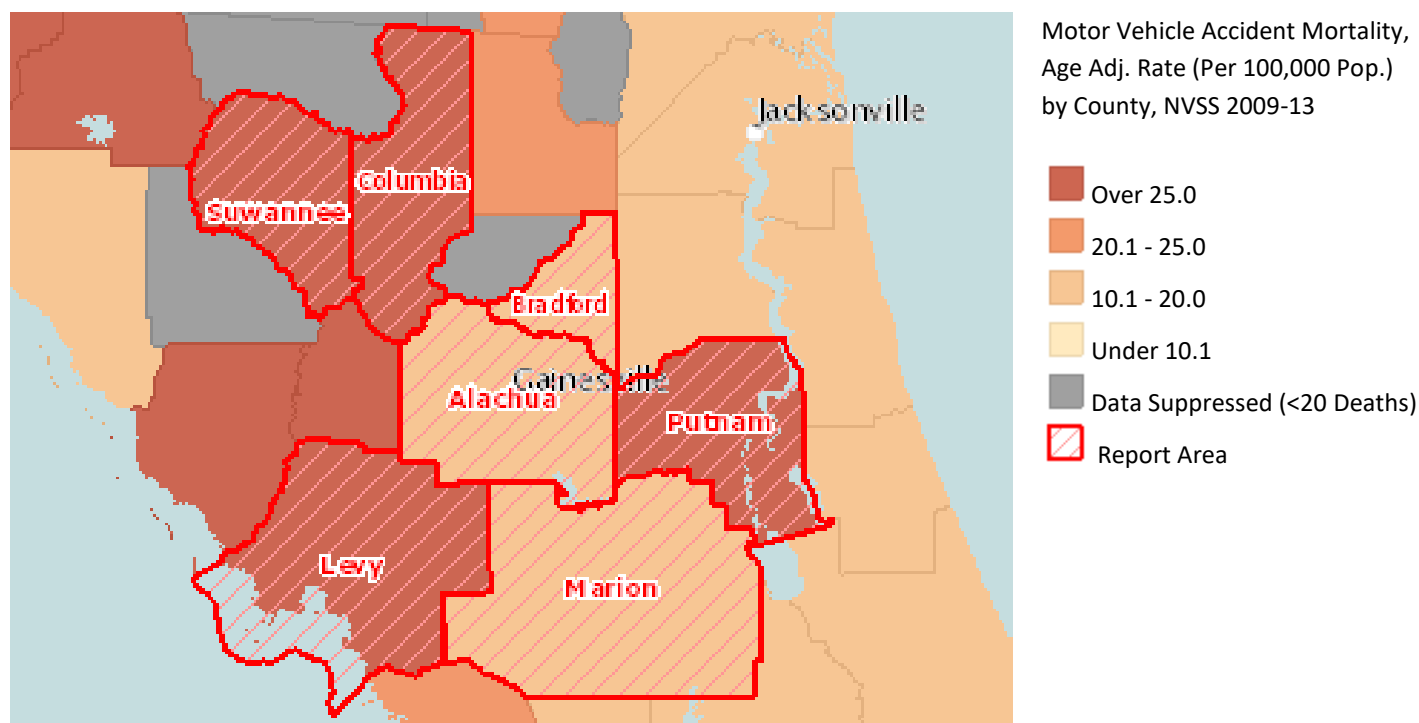 Motor Vehicle Accident Mortality,
Age Adj. Rate (Per 100,000 Pop.)
by County, NVSS 2009-13
Over 25.0
20.1 - 25.0
10.1 - 20.0
Under 10.1
Data Suppressed (<20 Deaths)
Report Area
Jacksonville
Columbia
Suwannee
Bradford
Gainesville
Alachua
Putnam
Levy
Marion